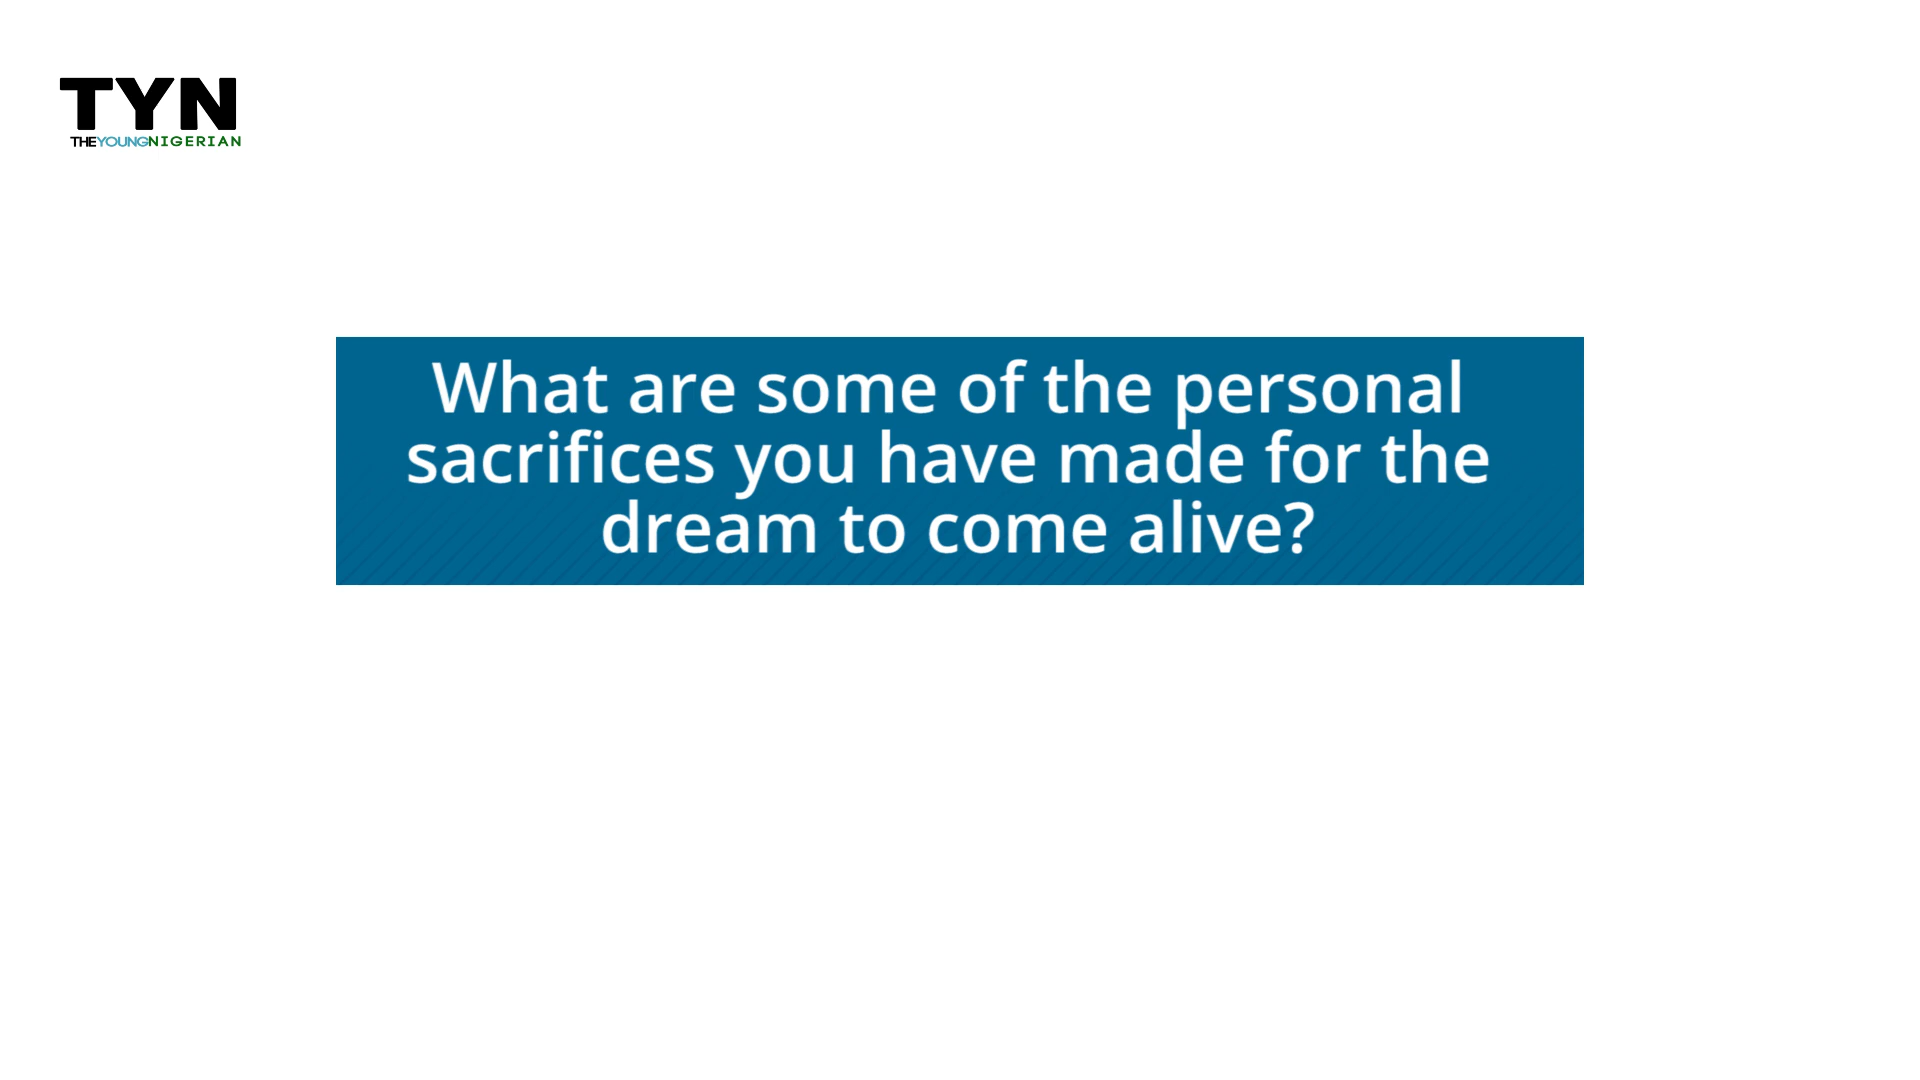 TYN
THEYOUNGNIGERIAN
What are some of the personal
sacrifices you have made for the
dream to come alive?